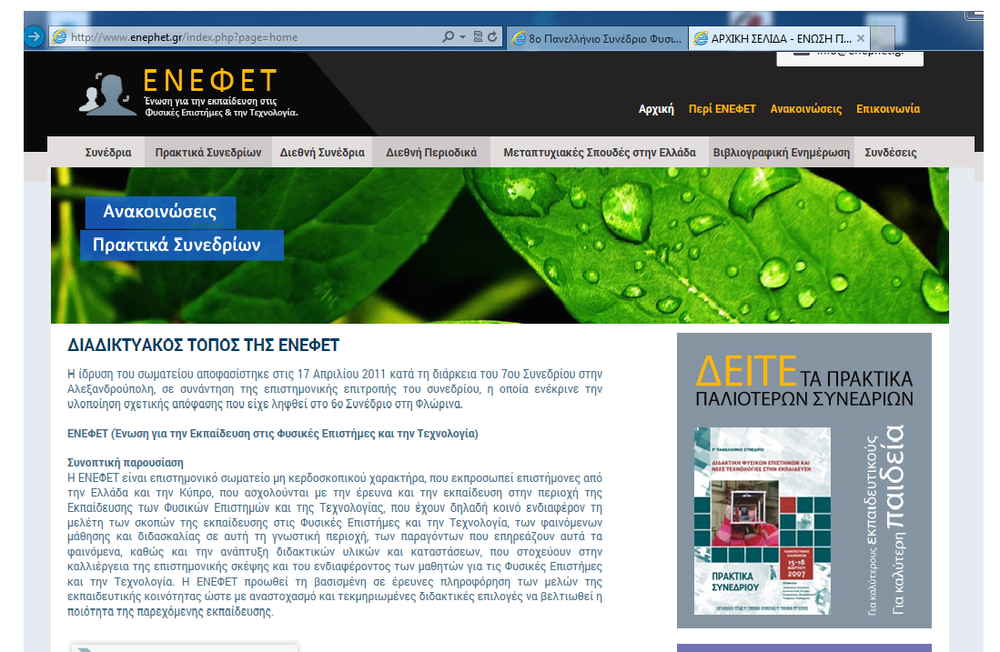 http://www.enephet.gr/index.php?page=home
8ο Πανελλήνιο Συνέδριο Φυσι...
ΑΡΧΙΚΗ ΣΕΛΙΔΑ - ΕΝΩΣΗ ΓΙ...
info@enephet.gr
ΕΝΕΦΕΤ
Ένωση για την εκπαίδευση στις
Φυσικές Επιστήμες & την Τεχνολογία.
Αρχική Περί ΕΝΕΦΕΤ Ανακοινώσεις Επικοινωνία
Συνέδρια Πρακτικά Συνεδρίων Διεθνή Συνέδρια Διεθνή Περιοδικά Μεταπτυχιακές Σπουδές στην Ελλάδα Βιβλιογραφική Ενημέρωση Συνδέσεις
Ανακοινώσεις
Πρακτικά Συνεδρίων
ΔΙΑΔΙΚΤΥΑΚΟΣ ΤΟΠΟΣ ΤΗΣ ΕΝΕΦΕΤ
Η ίδρυση του σωματείου αποφασίστηκε στις 17 Απριλίου 2011 κατά τη διάρκεια του 7ου Συνεδρίου στην
Αλεξανδρούπολη, σε συνάντηση της επιστημονικής επιτροπής του συνεδρίου, η οποία ενέκρινε την
υλοποίηση σχετικής απόφασης που είχε ληφθεί στο 6ο Συνέδριο στη Φλώρινα.
ΕΝΕΦΕΤ (Ένωση για την Εκπαίδευση στις Φυσικές Επιστήμες και την Τεχνολογία)
Συνοπτική παρουσίαση
Η ΕΝΕΦΕΤ είναι επιστημονικό σωματείο μη κερδοσκοπικού χαρακτήρα, που εκπροσωπεί επιστήμονες από
την Ελλάδα και την Κύπρο, που ασχολούνται με την έρευνα και την εκπαίδευση στην περιοχή της
Εκπαίδευσης των Φυσικών Επιστημών και της Τεχνολογίας, που έχουν δηλαδή κοινό ενδιαφέρον τη
μελέτη των σκοπών της εκπαίδευσης στις Φυσικές Επιστήμες και την Τεχνολογία, των φαινόμενων
μάθησης και διδασκαλίας σε αυτή τη γνωστική περιοχή, των παραγόντων που επηρεάζουν αυτά τα
φαινόμενα, καθώς και την ανάπτυξη διδακτικών υλικών και καταστάσεων, που στοχεύουν στην
καλλιέργεια της επιστημονικής σκέψης και του ενδιαφέροντος των μαθητών για τις Φυσικές Επιστήμες
και την Τεχνολογία. Η ΕΝΕΦΕΤ προωθεί τη βασισμένη σε έρευνες πληροφόρηση των μελών της
εκπαιδευτικής κοινότητας ώστε με αναστοχασμό και τεκμηριωμένες διδακτικές επιλογές να βελτιωθεί η
ποιότητα της παρεχόμενης εκπαίδευσης.
ΔΕΙΤΕ ΤΑ ΠΡΑΚΤΙΚΑ
ΠΑΛΙΟΤΕΡΩΝ ΣΥΝΕΔΡΙΩΝ
5ο ΠΑΝΕΛΛΗΝΙΟ ΣΥΝΕΔΡΙΟ
ΔΙΔΑΚΤΙΚΗ ΦΥΣΙΚΩΝ ΕΠΙΣΤΗΜΩΝ ΚΑΙ
ΝΕΕΣ ΤΕΧΝΟΛΟΓΙΕΣ ΣΤΗΝ ΕΚΠΑΙΔΕΥΣΗ
15-18
ΜΑΡΤΙΟΥ
2007
ΠΡΑΚΤΙΚΑ
ΣΥΝΕΔΡΙΟΥ
Για καλύτερους εκπαιδευτικούς
Για καλύτερη παιδεία